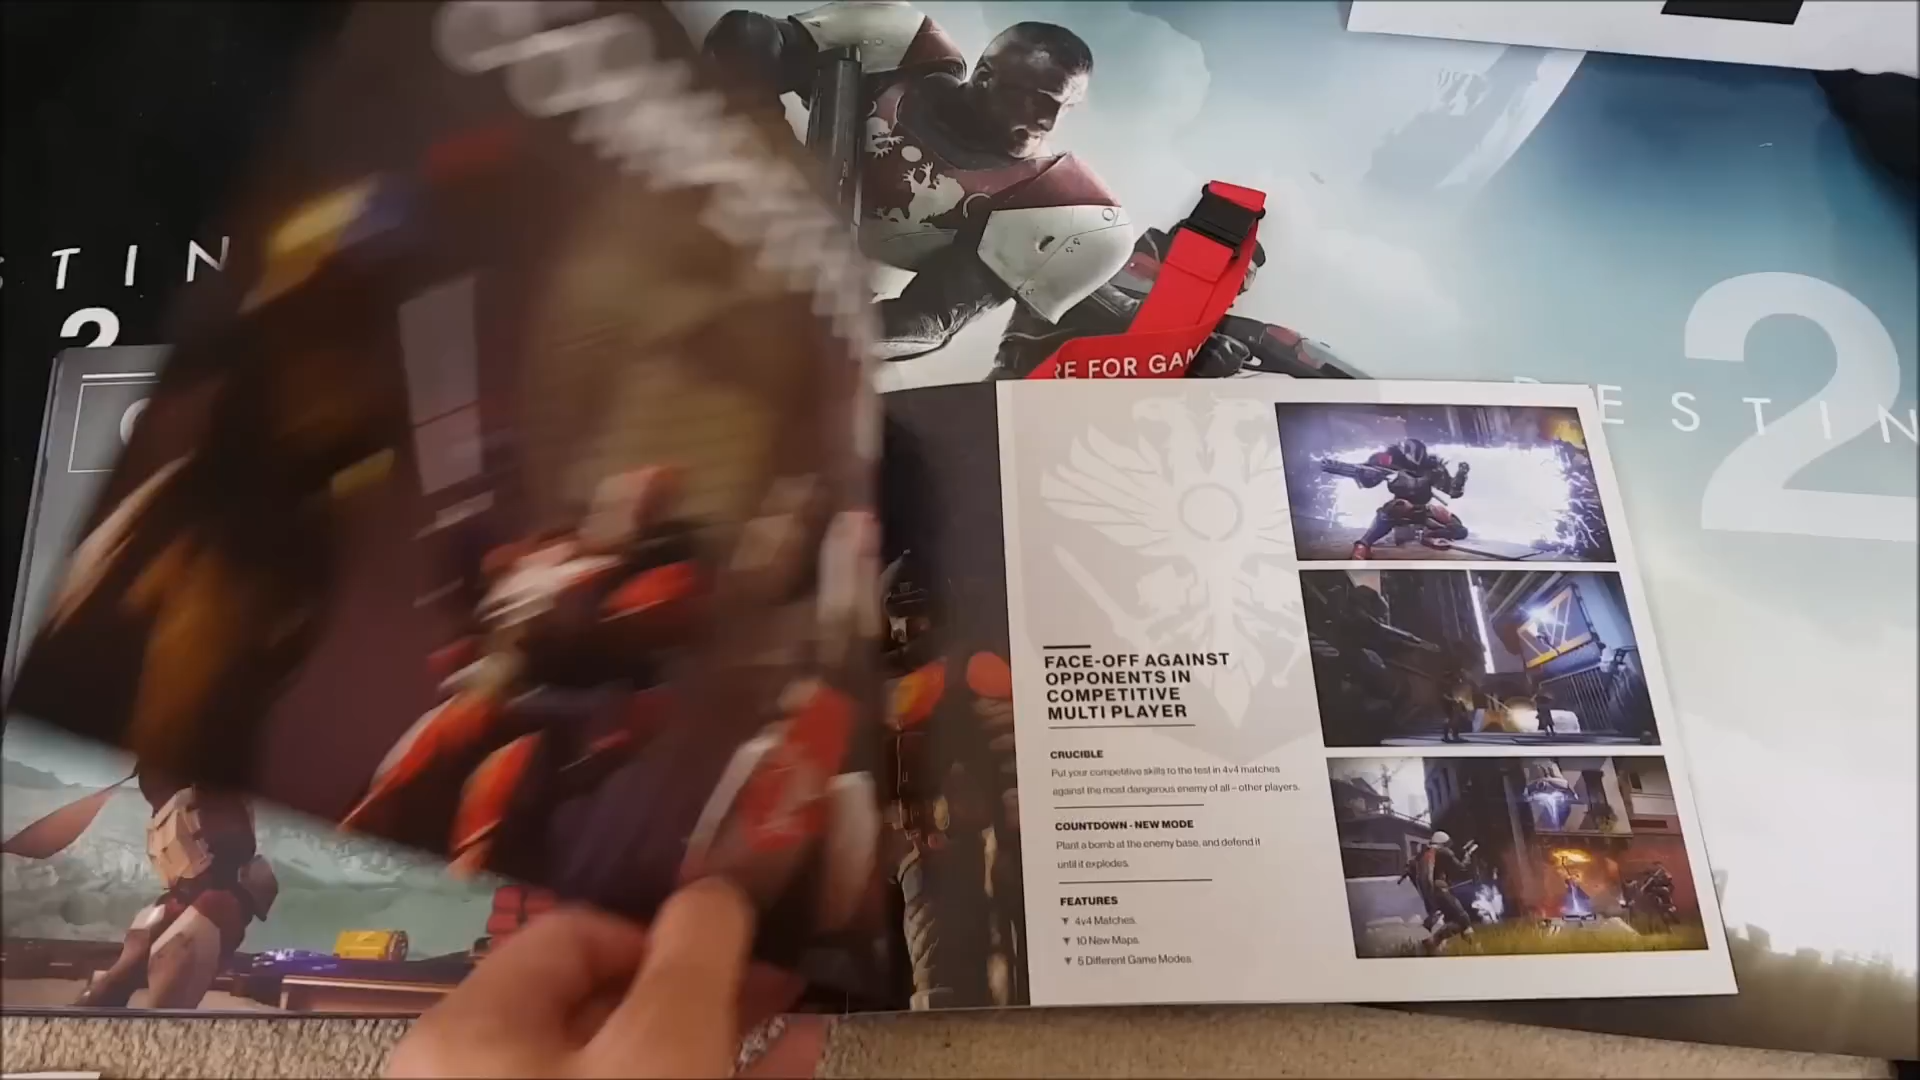 STIN
2
RE FOR GAM
ESTIN
2
FACE-OFF AGAINST
OPPONENTS IN
COMPETITIVE
MULTI PLAYER
CRUCIBLE
Put your competitive skills to the test in 4v4 matches
against the most dangerous enemy of all – other players.
COUNTDOWN - NEW MODE
Plant a bomb at the enemy base, and defend it
until it explodes.
FEATURES
4v4 Matches.
10 New Maps.
5 Different Game Modes.